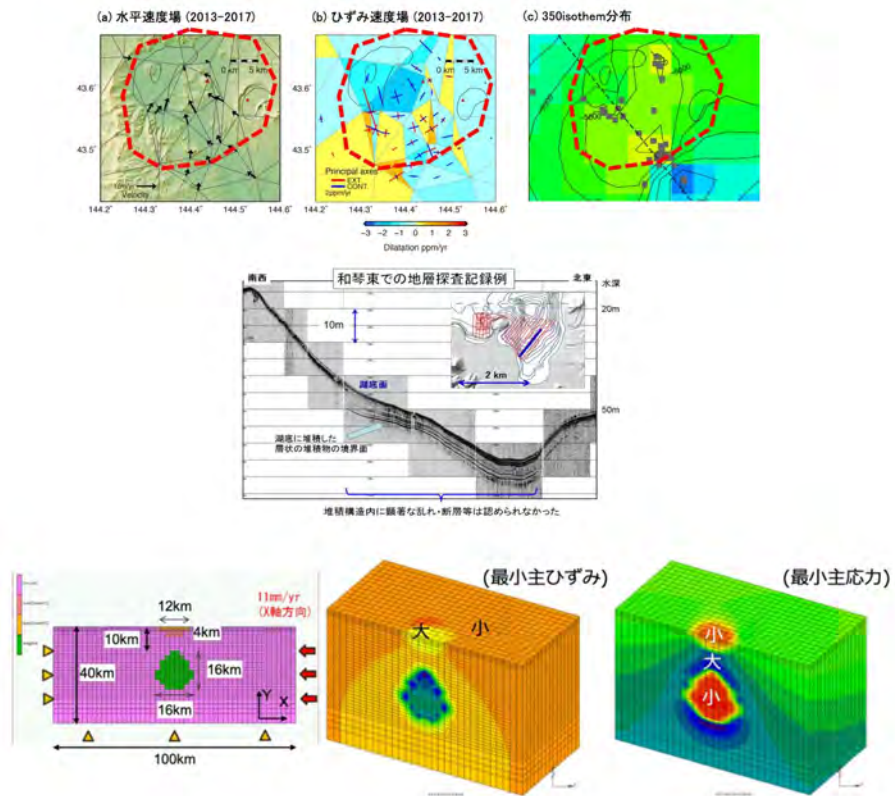 (a) 水平速度場 (2013-2017)
(b) ひずみ速度場 (2013-2017)
(c) 350isothem分布
0 km 5 km
0 km 5 km
43.6˚
43.5˚
43.6˚
43.5˚
Velocity
Principal axes
EXT
CONT
2ppm/yr
144.2˚ 144.3˚ 144.4˚ 144.5˚ 144.6˚
144.2˚ 144.3˚ 144.4˚ 144.5˚ 144.6˚
-3 -2 -1 0 1 2 3
Dilatation ppm/yr
南西
和琴東での地層探査記録例
北東
水深
20m
10m
2 km
湖底面
50m
湖底に堆積した
層状の堆積物の境界面
堆積構造内に顕著な乱れ・断層等は認められなかった
11mm/yr
(X軸方向)
12km
4km
10km
40km
16km
16km
Y
X
100km
(最小主ひずみ)
大 小
(最小主応力)
小
大
小